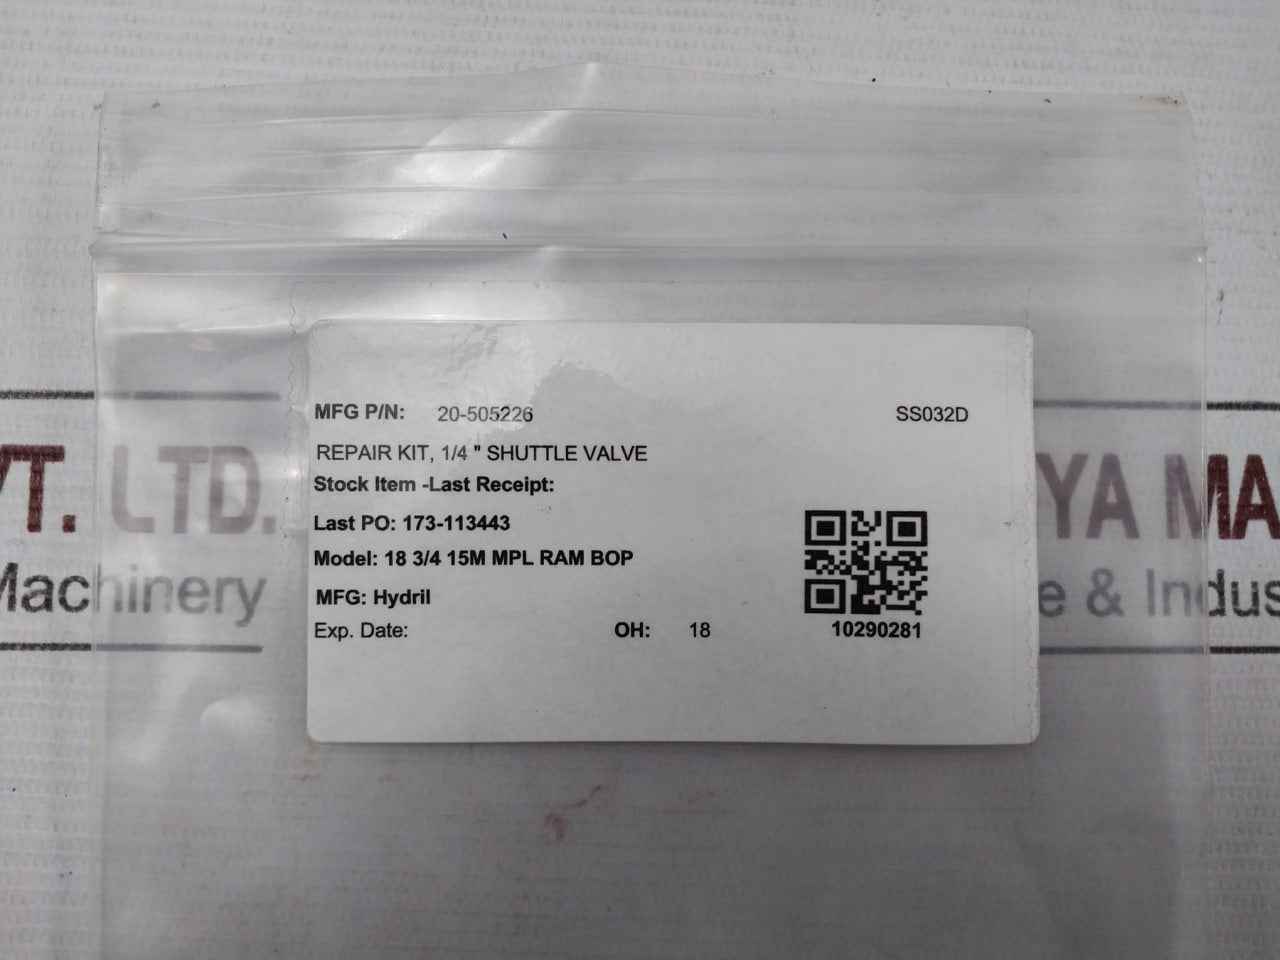 MFG P/N: 20-505226 SS032D
REPAIR KIT, 1/4 " SHUTTLE VALVE
Stock Item -Last Receipt:
Last PO: 173-113443
Model: 18 3/4 15M MPL RAM BOP
MFG: Hydril
Exp. Date: OH: 18 10290281
VT. LTD.
YA MA
Machinery
e & Indus